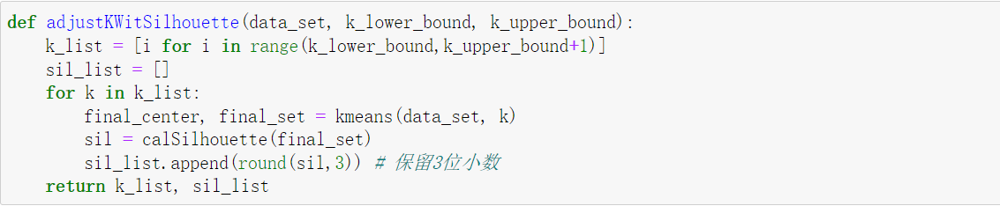 def adjustKWitSilhouette(data_set, k_lower_bound, k_upper_bound):
    k_list = [i for i in range(k_lower_bound,k_upper_bound+1)]
    sil_list = []
    for k in k_list:
        final_center, final_set = kmeans(data_set, k)
        sil = calSilhouette(final_set)
        sil_list.append(round(sil,3)) # 保留3位小数
    return k_list, sil_list